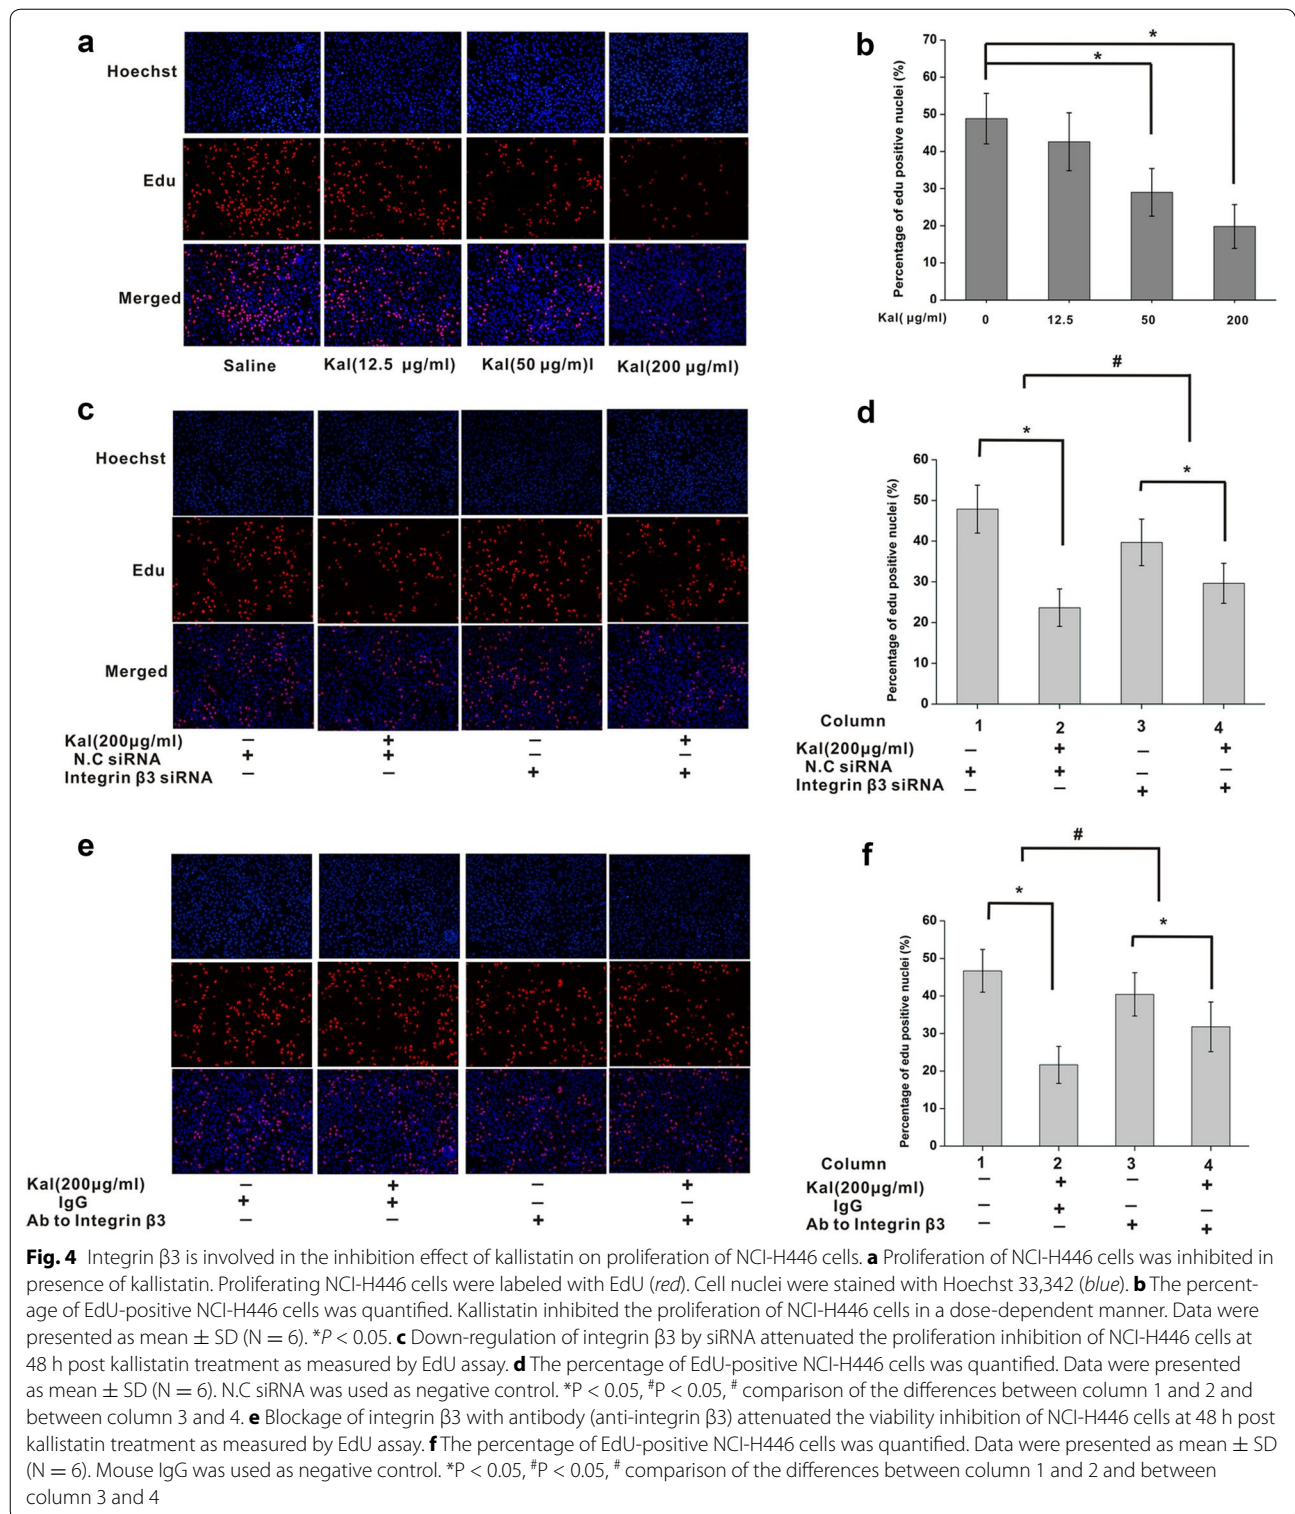 a
Hoechst
Edu
Merged
Saline Kal(12.5 µg/ml) Kal(50 µg/m)l Kal(200 µg/ml)
b
Percentage of edu positive nuclei (%)
70
60
50
40
30
20
10
0
* *
Kal( µg/ml) 0 12.5 50 200
c
Hoechst
Edu
Merged
Kal(200µg/ml) – + – +
N.C siRNA + + – –
Integrin β3 siRNA – – + +
d
#
* *
Percentage of edu positive nuclei (%)
60
50
40
30
20
10
0
Column 1 2 3 4
Kal(200µg/ml) – + – +
N.C siRNA + + – –
Integrin β3 siRNA – – + +
e
Kal(200µg/ml) – + – +
IgG + + – –
Ab to Integrin β3 – – + +
f
#
* *
Percentage of edu positive nuclei (%)
60
50
40
30
20
10
0
Column 1 2 3 4
Kal(200µg/ml) – + – +
IgG – + – –
Ab to Integrin β3 – – + +
Fig. 4 Integrin β3 is involved in the inhibition effect of kallistatin on proliferation of NCI-H446 cells. a Proliferation of NCI-H446 cells was inhibited in
presence of kallistatin. Proliferating NCI-H446 cells were labeled with EdU (red). Cell nuclei were stained with Hoechst 33,342 (blue). b The percent-
age of EdU-positive NCI-H446 cells was quantified. Kallistatin inhibited the proliferation of NCI-H446 cells in a dose-dependent manner. Data were
presented as mean ± SD (N = 6). *P < 0.05. c Down-regulation of integrin β3 by siRNA attenuated the proliferation inhibition of NCI-H446 cells at
48 h post kallistatin treatment as measured by EdU assay. d The percentage of EdU-positive NCI-H446 cells was quantified. Data were presented
as mean ± SD (N = 6). N.C siRNA was used as negative control. *P < 0.05, #P < 0.05, # comparison of the differences between column 1 and 2 and
between column 3 and 4. e Blockage of integrin β3 with antibody (anti-integrin β3) attenuated the viability inhibition of NCI-H446 cells at 48 h post
kallistatin treatment as measured by EdU assay. f The percentage of EdU-positive NCI-H446 cells was quantified. Data were presented as mean ± SD
(N = 6). Mouse IgG was used as negative control. *P < 0.05, #P < 0.05, # comparison of the differences between column 1 and 2 and between
column 3 and 4